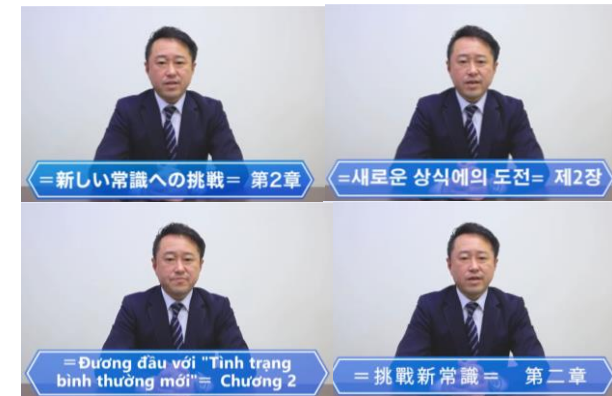 =新しい常識への挑戦= 第2章
=새로운 상식에의 도전= 제2장
=Đương đầu với "Tình trạng
bình thường mới"= Chương 2
=挑戰新常識= 第二章